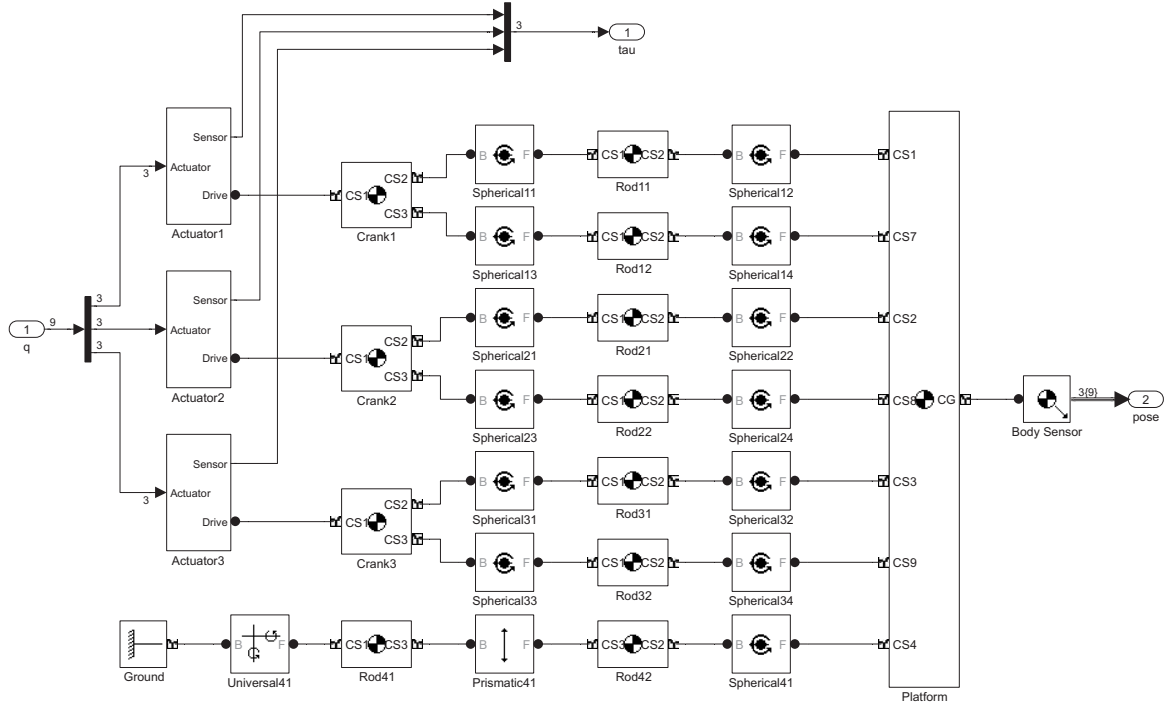 3
1
tau
Sensor
Actuator
3
Drive
Actuator1
CS1
CS2
CS3
Crank1
B F
Spherical11
CS1 CS2
Rod11
B F
Spherical12
CS1
B F
Spherical13
CS1 CS2
Rod12
B F
Spherical14
CS7
1
q
9
3
3
3
Sensor
Actuator
Drive
Actuator2
CS1
CS2
CS3
Crank2
B F
Spherical21
CS1 CS2
Rod21
B F
Spherical22
CS2
B F
Spherical23
CS1 CS2
Rod22
B F
Spherical24
CS8
CG
Body Sensor
3{9}
2
pose
Sensor
Actuator
3
Drive
Actuator3
CS1
CS2
CS3
Crank3
B F
Spherical31
CS1 CS2
Rod31
B F
Spherical32
CS3
B F
Spherical33
CS1 CS2
Rod32
B F
Spherical34
CS9
Ground
B F
Universal41
CS1 CS3
Rod41
B F
Prismatic41
CS3 CS2
Rod42
B F
Spherical41
CS4
Platform